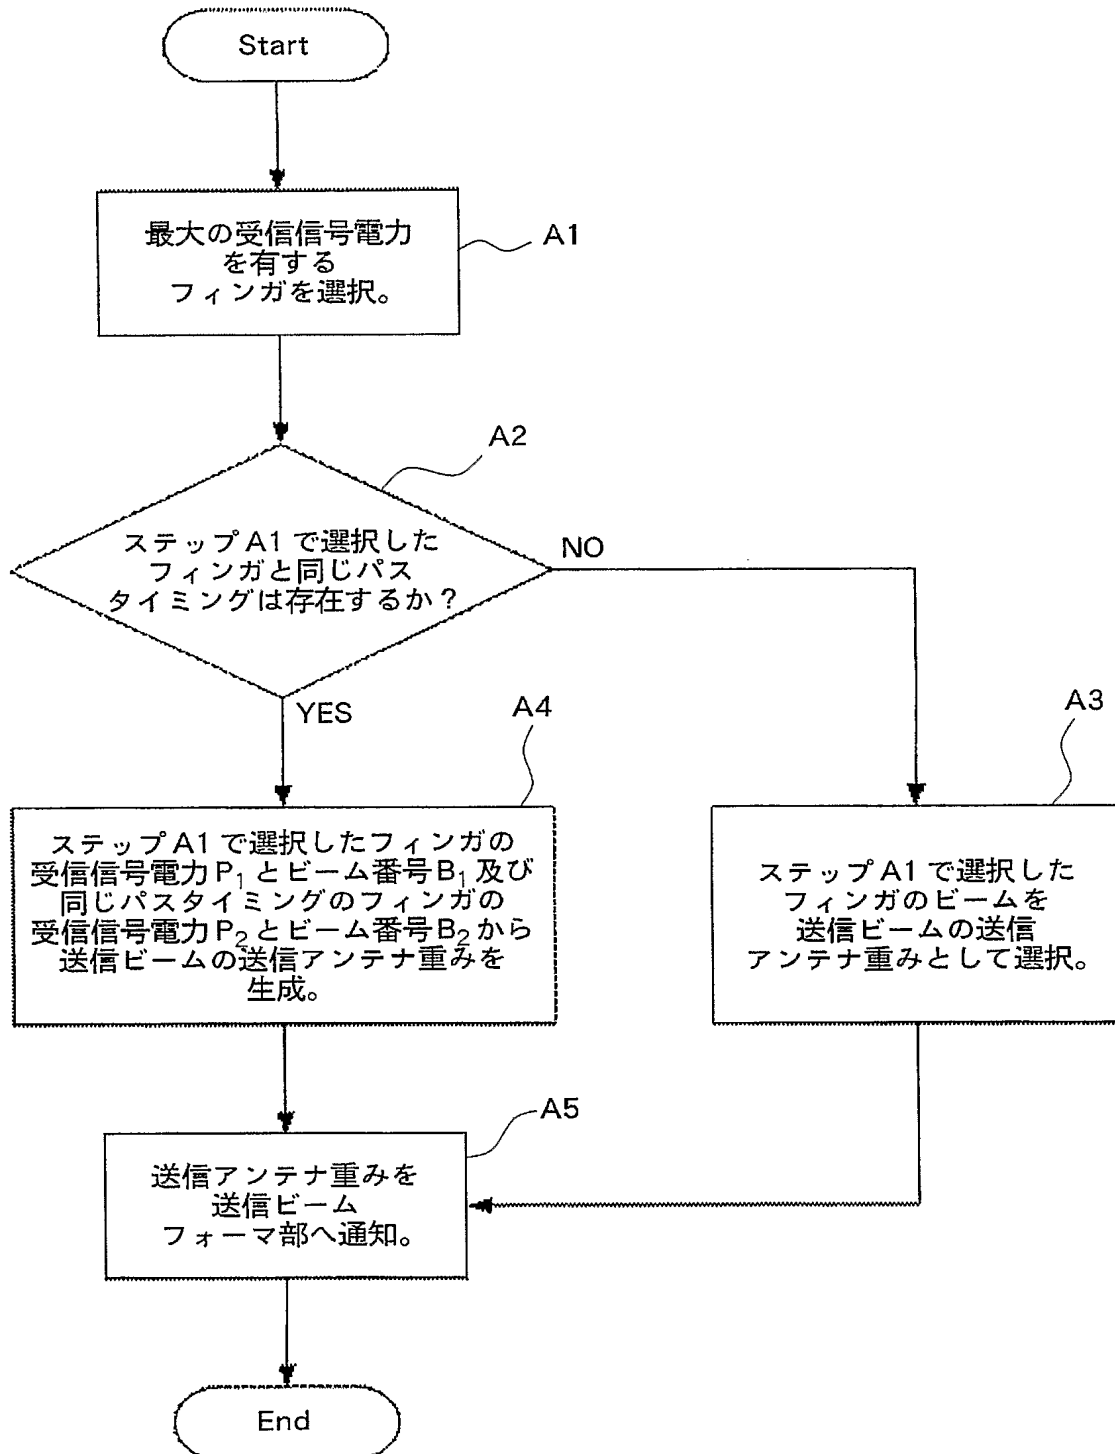 Start
最大の受信信号電力
を有する
フィンガを選択。
A1
A2
ステップA1で選択した
フィンガと同じパス
タイミングは存在するか？
NO
YES
A4
A3
ステップA1で選択したフィンガの
受信信号電力P₁とビーム番号B₁及び
同じパスタイミングのフィンガの
受信信号電力P₂とビーム番号B₂から
送信ビームの送信アンテナ重みを
生成。
ステップA1で選択した
フィンガのビームを
送信ビームの送信
アンテナ重みとして選択。
A5
送信アンテナ重みを
送信ビーム
フォーマ部へ通知。
End